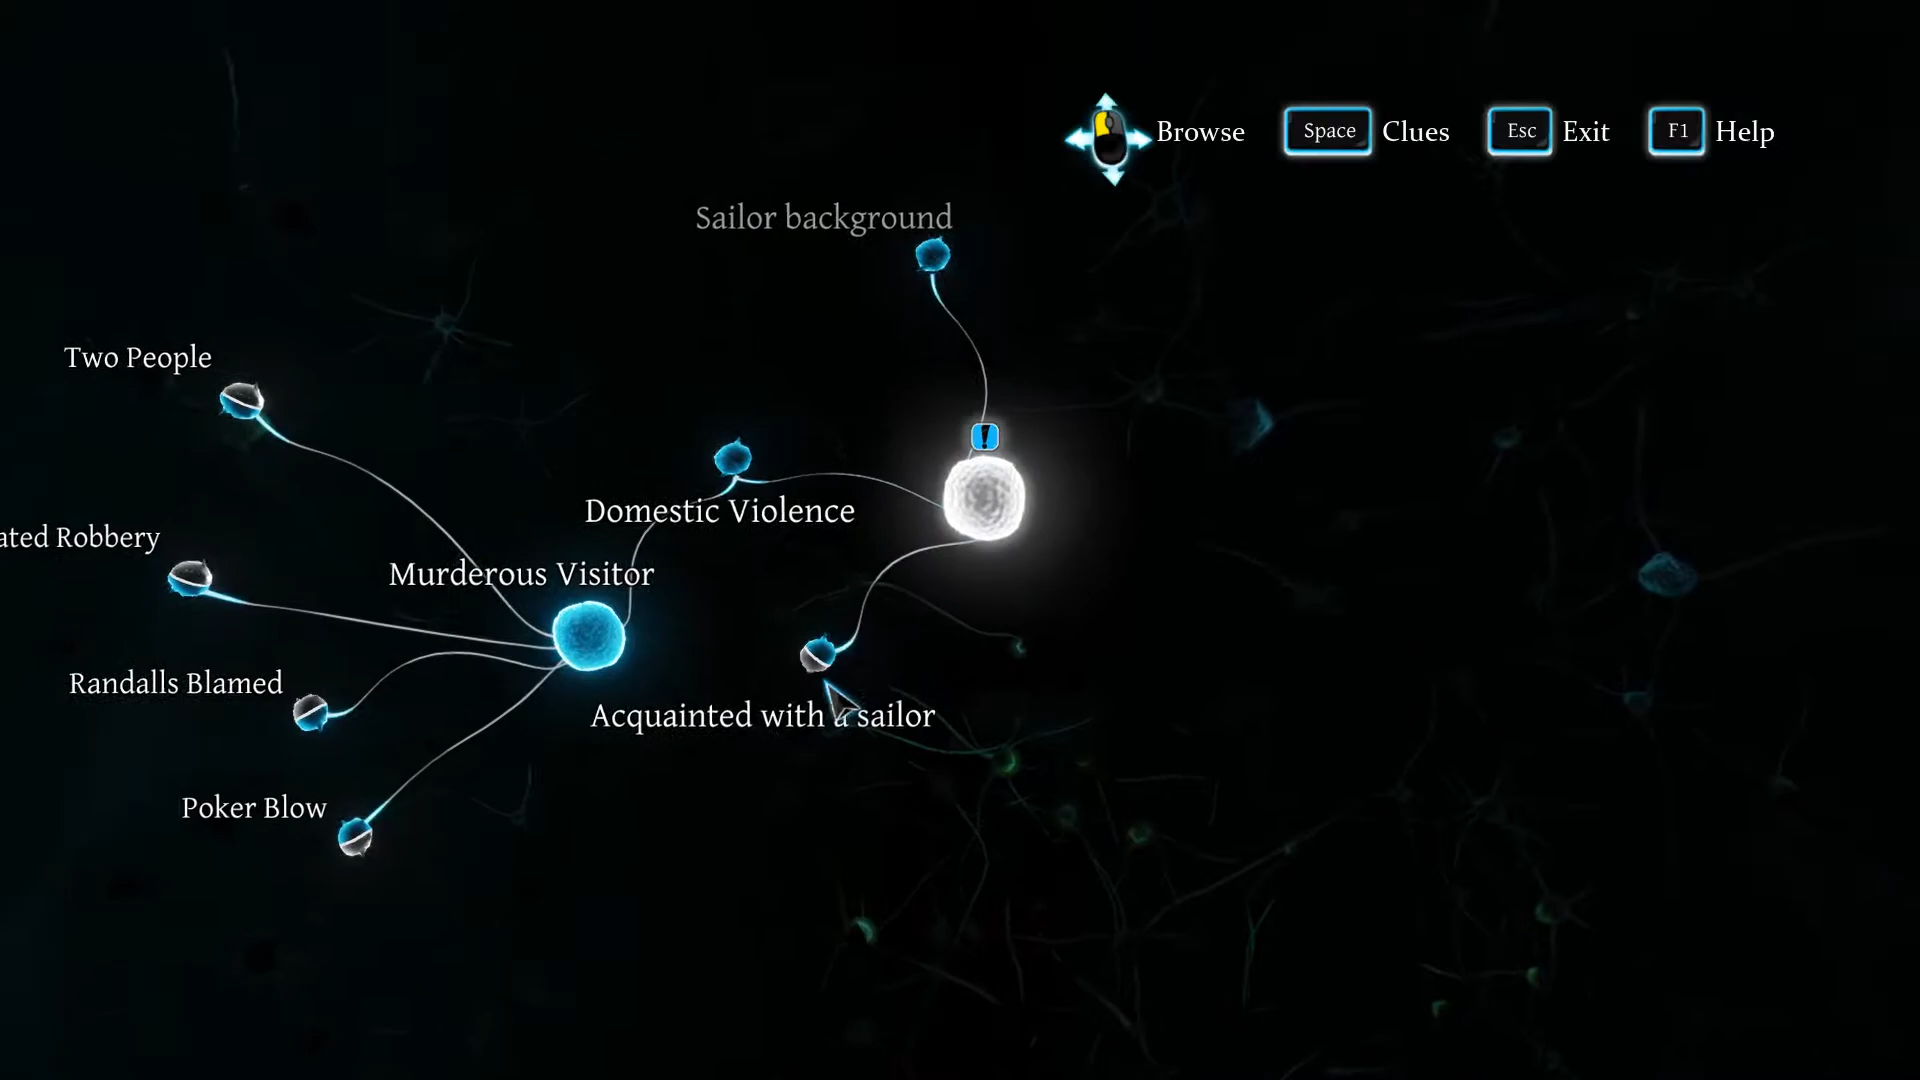 Browse
Space
Clues
Esc
Exit
F1
Help
Sailor background
Two People
Domestic Violence
ated Robbery
Murderous Visitor
Randalls Blamed
Acquainted with a sailor
Poker Blow